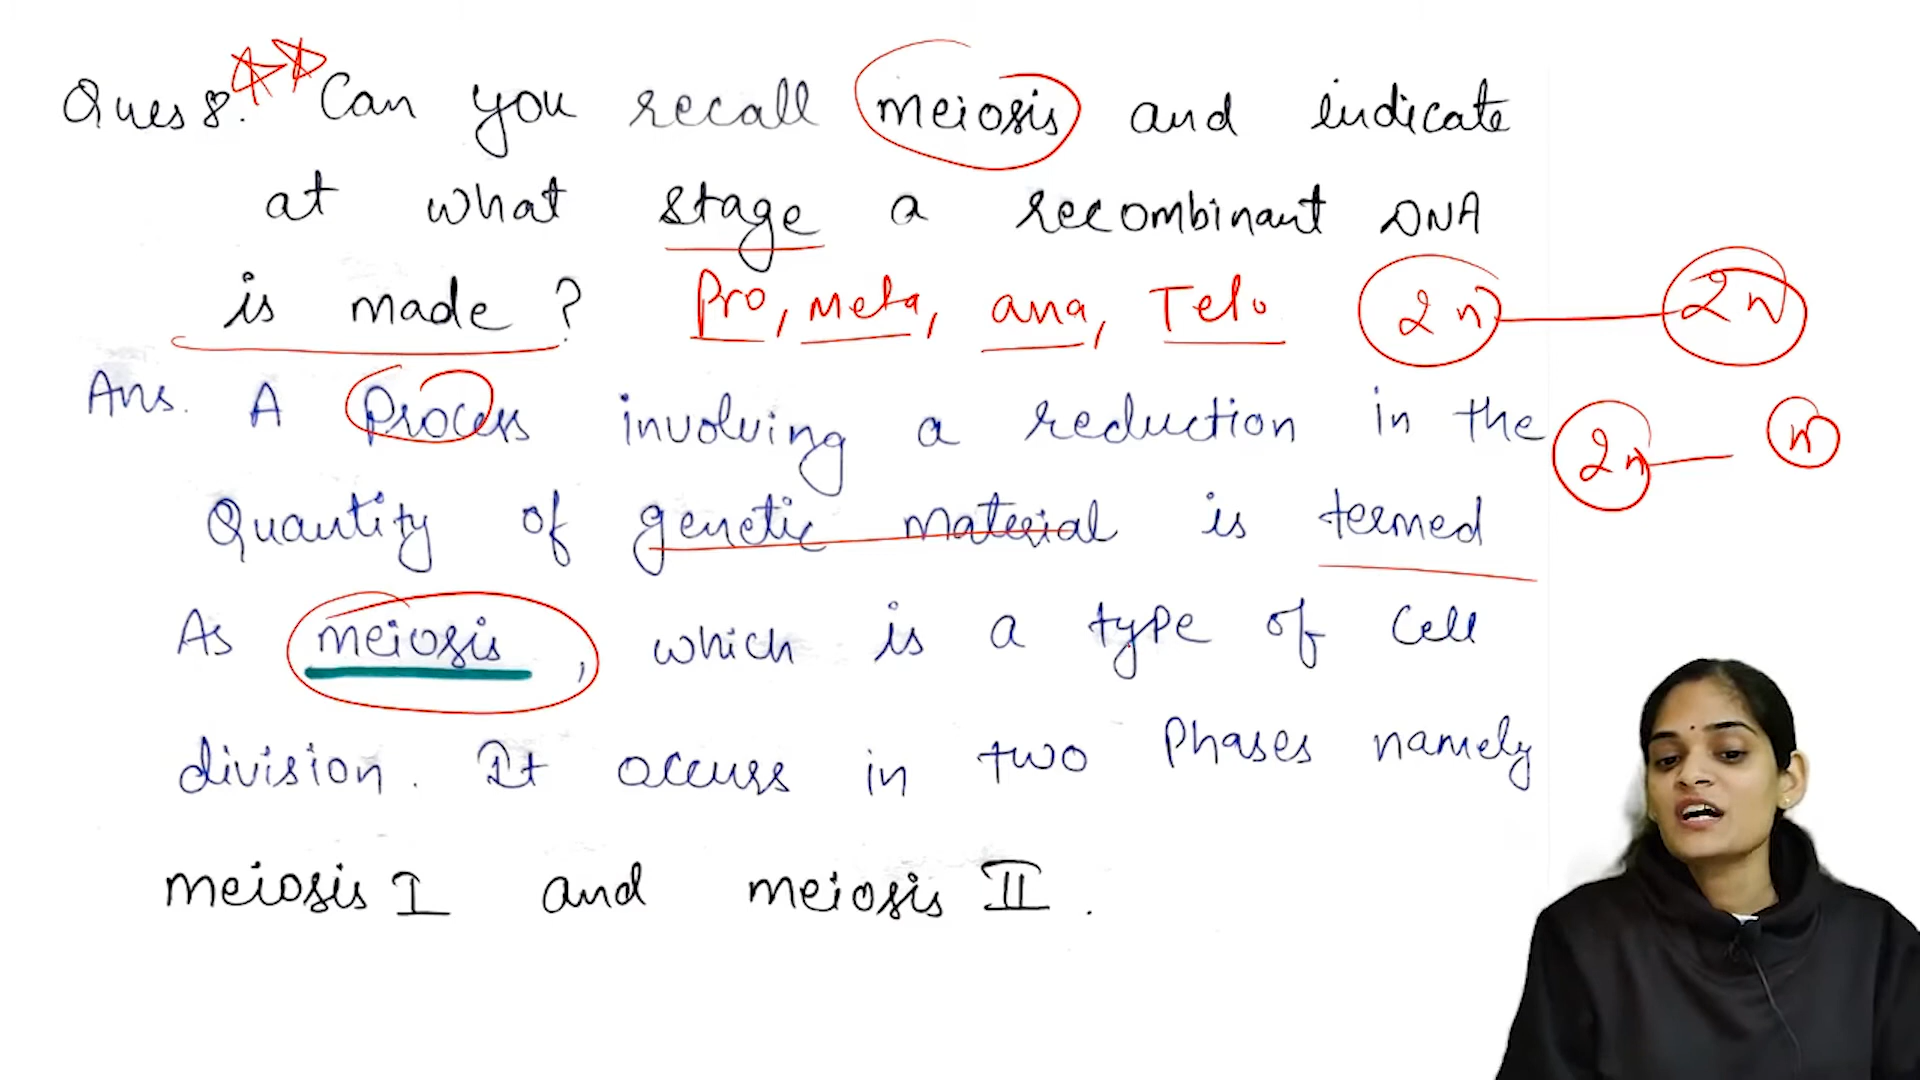 Ques 8. Can you recall meiosis and indicate
at what stage a recombinant DNA
is made ? Pro, Meta, ana, Telo 2n 2n
Ans. A Process involving a reduction in the
2n n
Quantity of genetic material is termed
As meiosis, which is a type of cell
division. It occurs in two Phases namely
meiosis I and meiosis II.